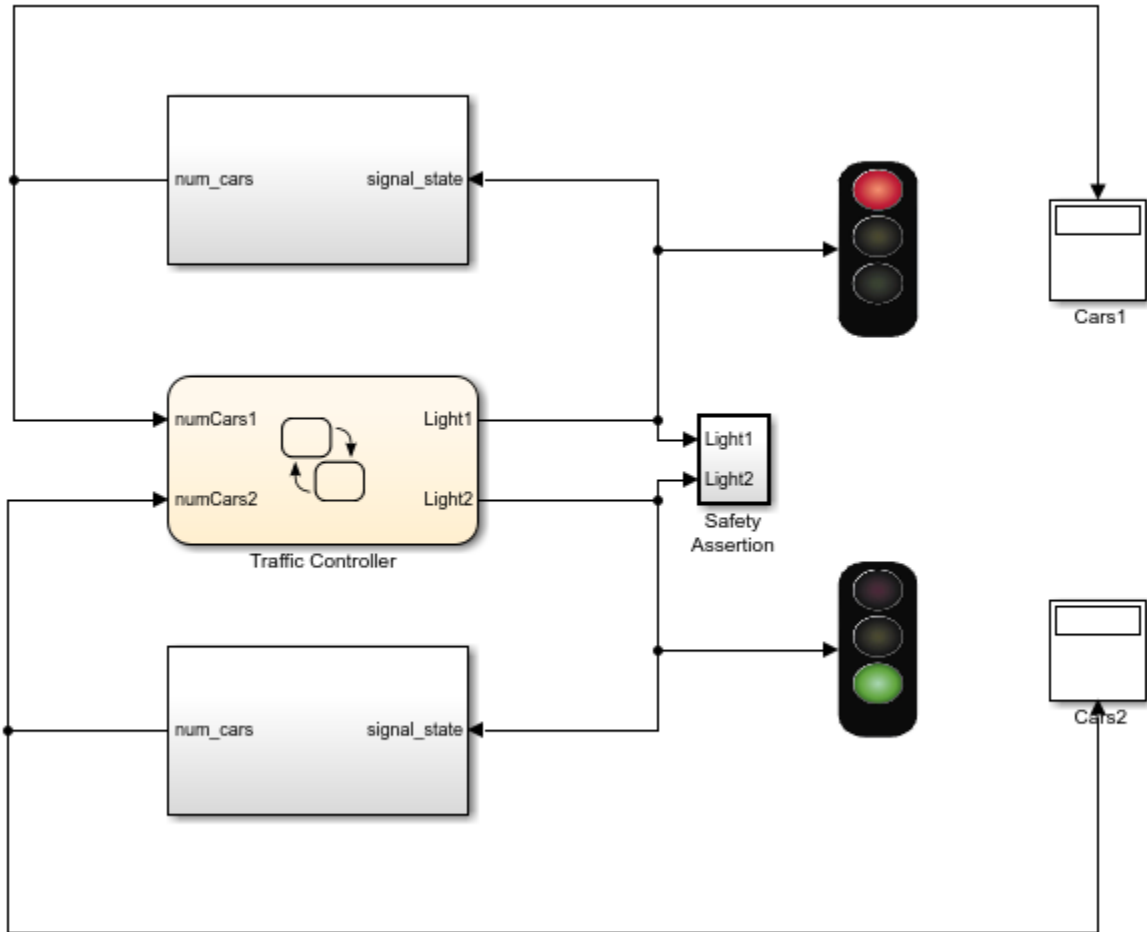 num_cars
signal_state
Cars1
numCars1
Light1
numCars2
Light2
Light1
Light2
Safety
Assertion
Traffic Controller
num_cars
signal_state
Cars2